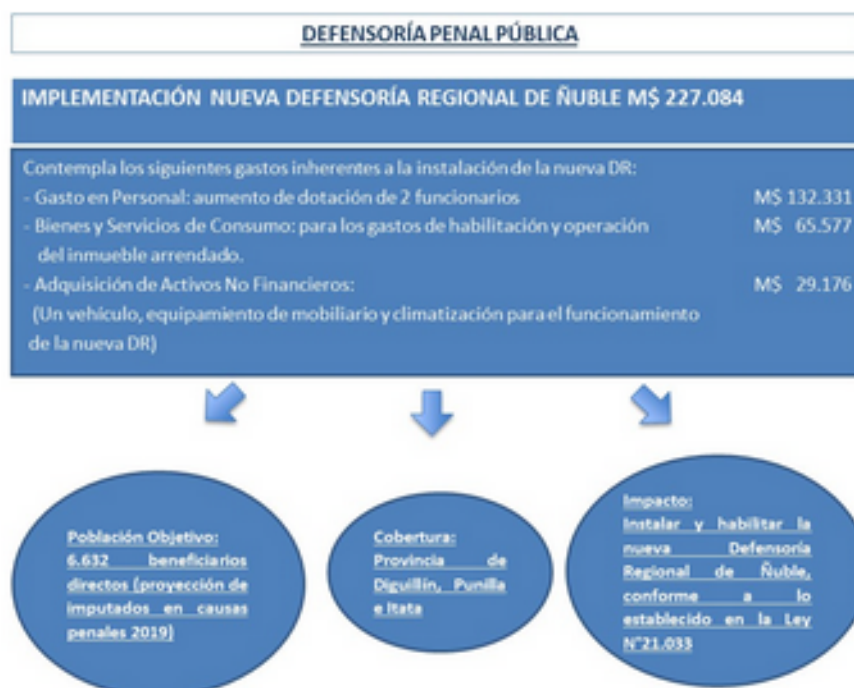 DEFENSORÍA PENAL PÚBLICA
IMPLEMENTACIÓN NUEVA DEFENSORÍA REGIONAL DE ÑUBLE M$ 227.084
Contempla los siguientes gastos inherentes a la instalación de la nueva DR:
- Gasto en Personal: aumento de dotación de 2 funcionarios M$ 132.331
- Bienes y Servicios de Consumo: para los gastos de habilitación y operación M$ 65.577
del inmueble arrendado.
- Adquisición de Activos No Financieros: M$ 29.176
(Un vehículo, equipamiento de mobiliario y climatización para el funcionamiento
de la nueva DR)
Población Objetivo:
6.632 beneficiarios
directos (proyección de
imputados en causas
penales 2019)
Cobertura:
Provincia de
Diguillín, Punilla
e Itata
Impacto:
Instalar y habilitar la
nueva Defensoría
Regional de Ñuble,
conforme a lo
establecido en la Ley
N°21.033